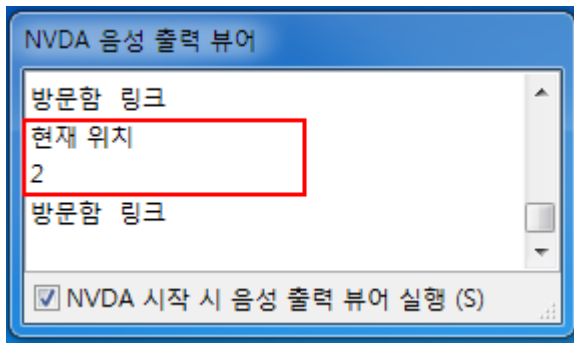 NVDA 음성 출력 뷰어
방문함 링크
현재 위치
2
방문함 링크
NVDA 시작 시 음성 출력 뷰어 실행 (S)